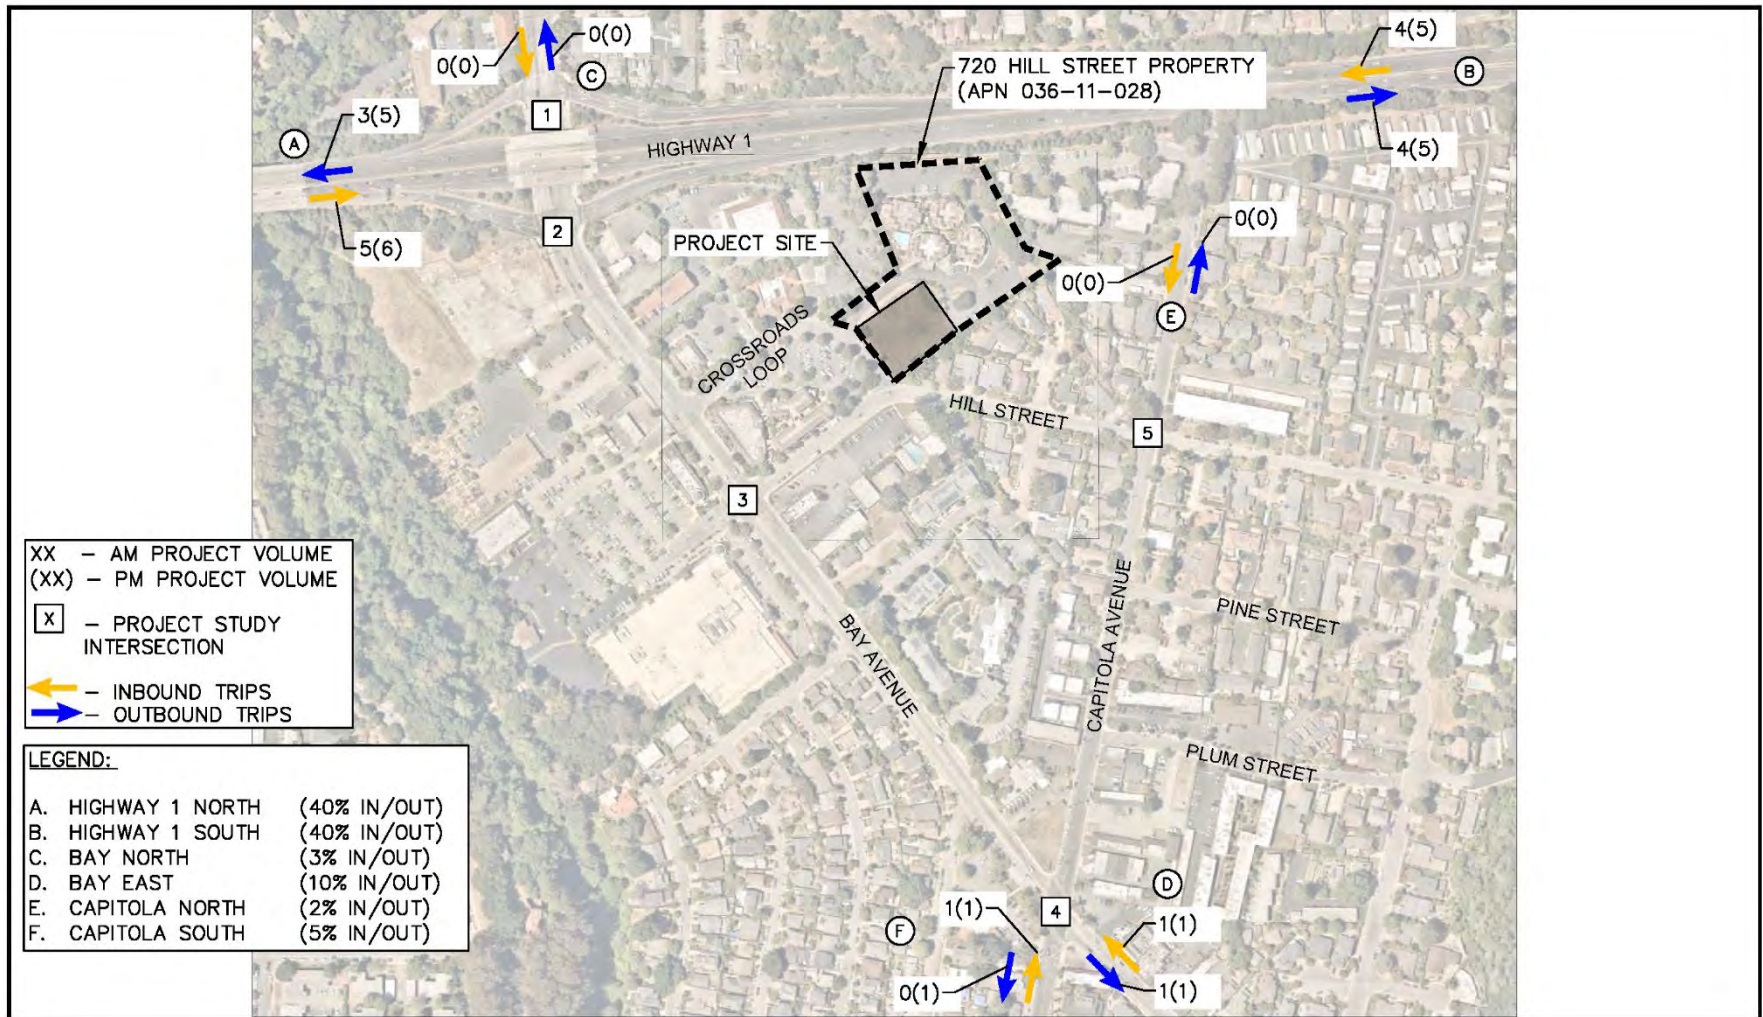 0(0)
0(0)
C
1
3(5)
A
5(6)
2
HIGHWAY 1
720 HILL STREET PROPERTY
(APN 036-11-028)
4(5)
B
4(5)
PROJECT SITE
0(0)
0(0)
E
CROSSROADS
LOOP
HILL STREET
5
3
BAY AVENUE
CAPITOLA AVENUE
PINE STREET
PLUM STREET
D
4
1(1)
F
0(1)
1(1)
1(1)
XX - AM PROJECT VOLUME
(XX) - PM PROJECT VOLUME
X - PROJECT STUDY
INTERSECTION
- INBOUND TRIPS
- OUTBOUND TRIPS
LEGEND:
A. HIGHWAY 1 NORTH (40% IN/OUT)
B. HIGHWAY 1 SOUTH (40% IN/OUT)
C. BAY NORTH (3% IN/OUT)
D. BAY EAST (10% IN/OUT)
E. CAPITOLA NORTH (2% IN/OUT)
F. CAPITOLA SOUTH (5% IN/OUT)